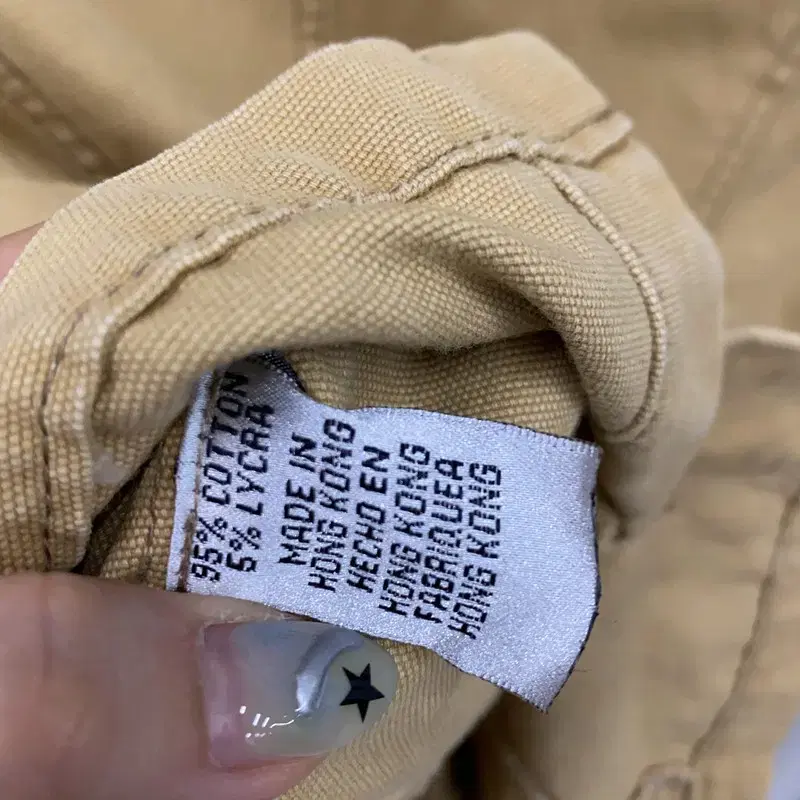 95% COTTON
5% LYCRA
MADE IN
HONG KONG
HECHO EN
HONG KONG
FABRIQUEA
HONG KONG